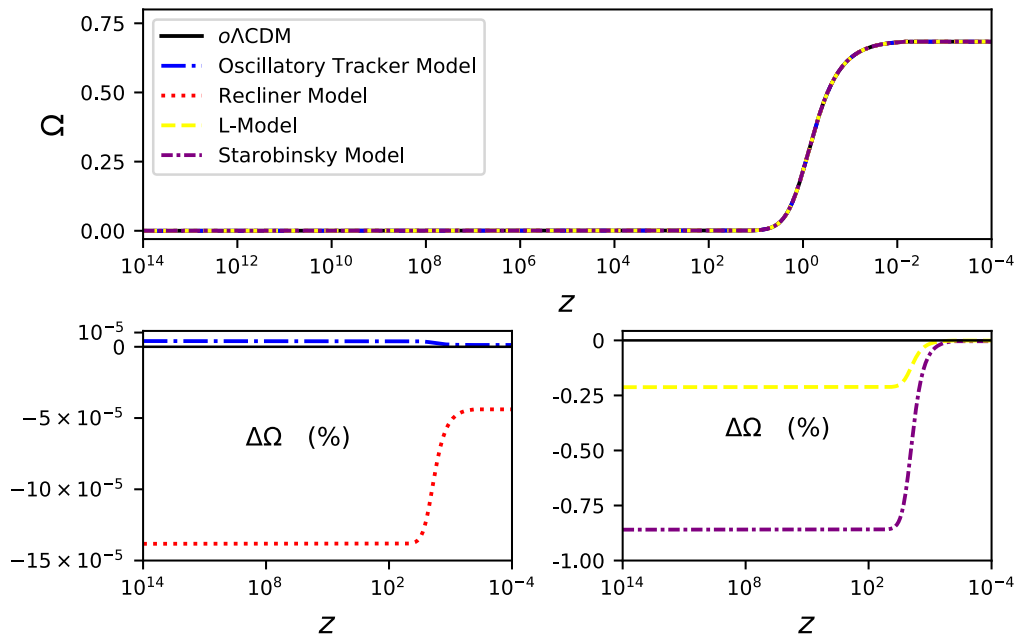 0.75
0.50
0.25
0.00
Ω
oΛCDM
Oscillatory Tracker Model
Recliner Model
L-Model
Starobinsky Model
10^14 10^12 10^10 10^8 10^6 10^4 10^2 10^0 10^-2 10^-4
z
10^-5
0
−5 × 10^-5
−10 × 10^-5
−15 × 10^-5
ΔΩ (%)
10^14 10^8 10^2 10^-4
z
0
-0.25
-0.50
-0.75
-1.00
ΔΩ (%)
10^14 10^8 10^2 10^-4
z